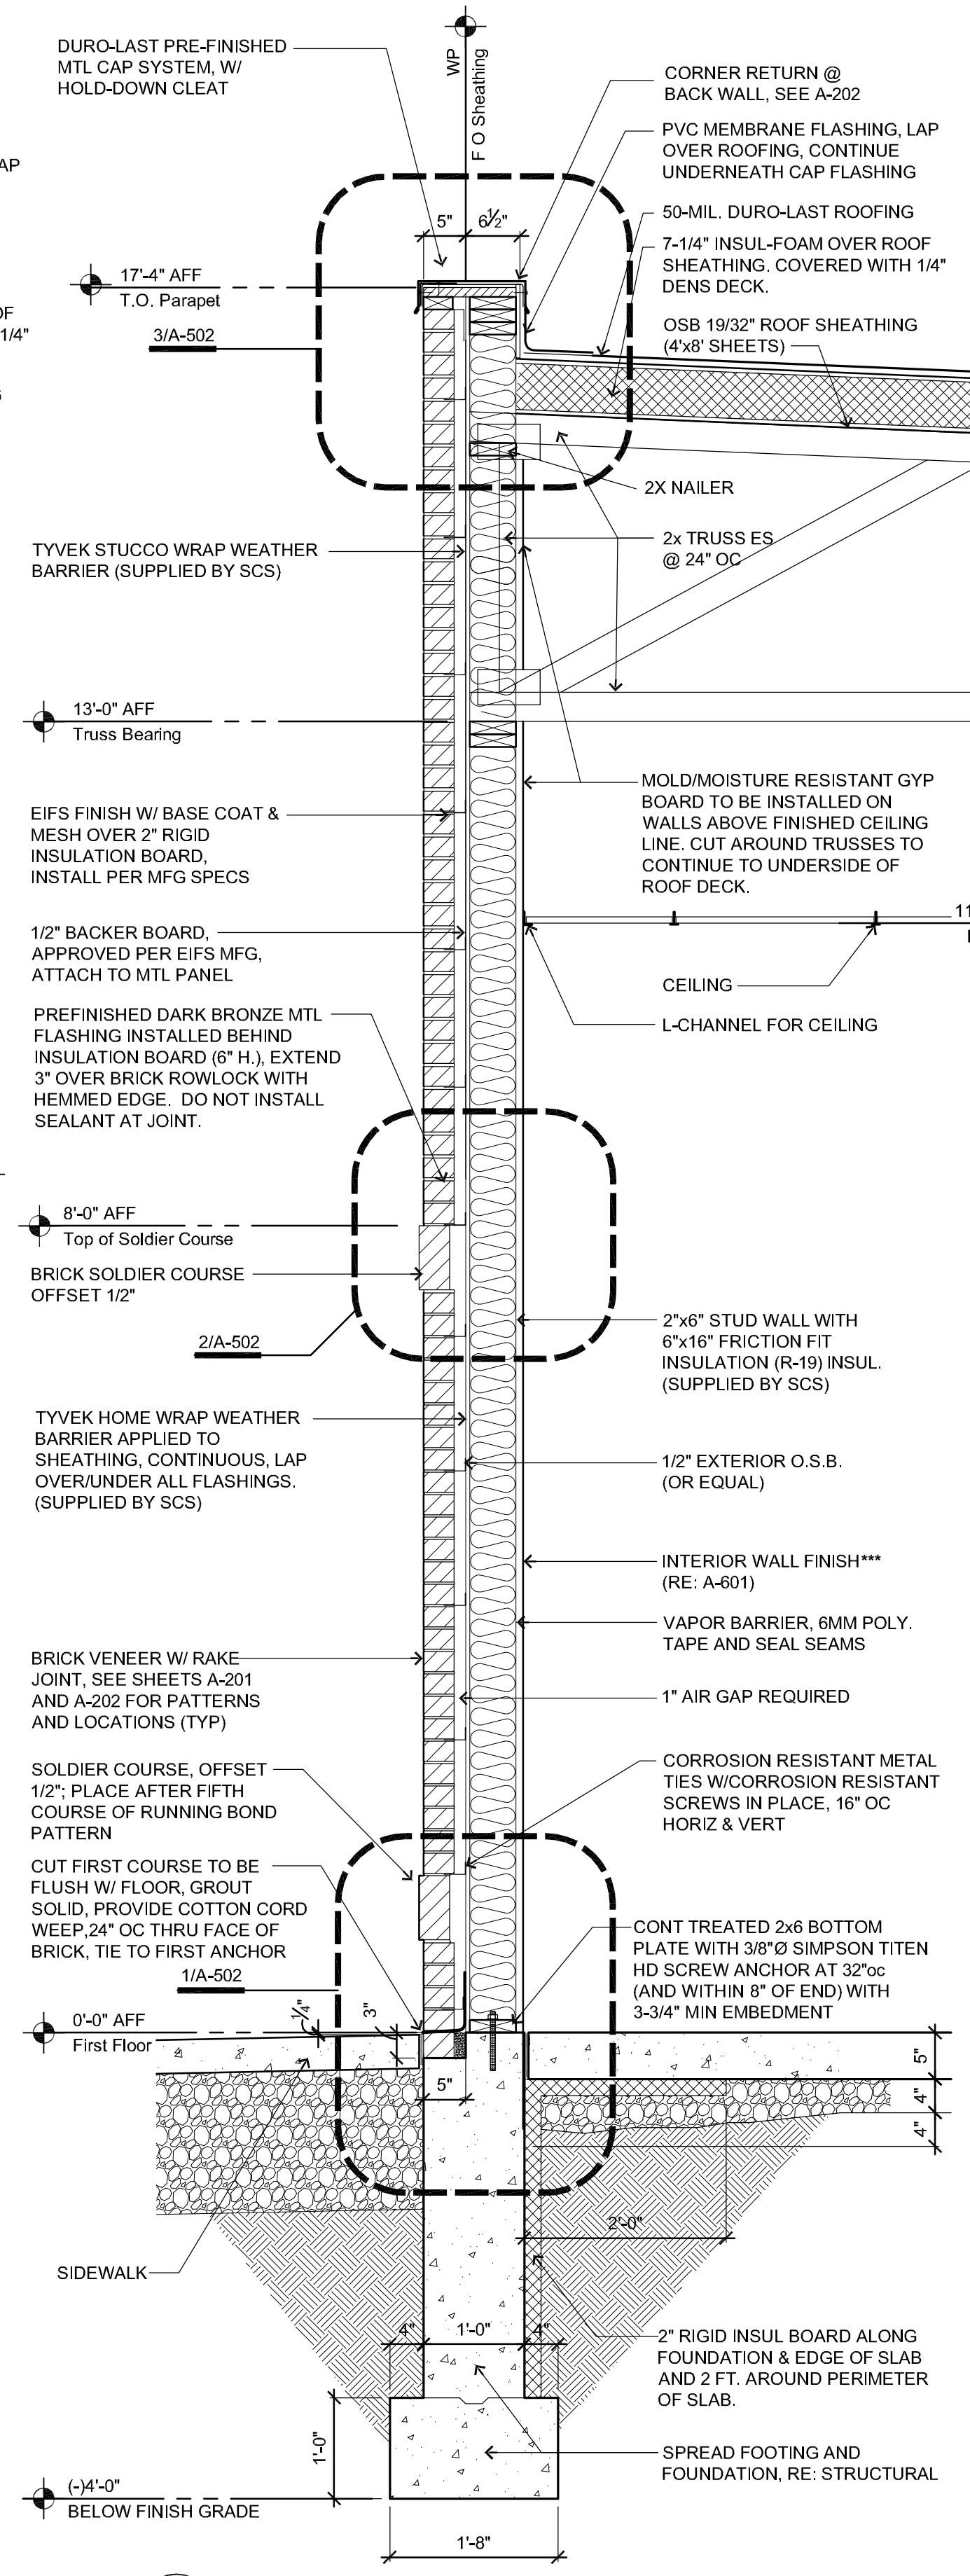 DURO-LAST PRE-FINISHED
MTL CAP SYSTEM, W/
HOLD-DOWN CLEAT
WP
F O Sheathing
CORNER RETURN @
BACK WALL, SEE A-202
PVC MEMBRANE FLASHING, LAP
OVER ROOFING, CONTINUE
UNDERNEATH CAP FLASHING
AP
5"
6½"
50-MIL. DURO-LAST ROOFING
7-1/4" INSUL-FOAM OVER ROOF
SHEATHING. COVERED WITH 1/4"
DENS DECK.
17'-4" AFF
T.O. Parapet
OF
1/4"
3/A-502
OSB 19/32" ROOF SHEATHING
(4'x8' SHEETS)
2X NAILER
TYVEK STUCCO WRAP WEATHER
BARRIER (SUPPLIED BY SCS)
2x TRUSS ES
@ 24" OC
13'-0" AFF
Truss Bearing
MOLD/MOISTURE RESISTANT GYP
BOARD TO BE INSTALLED ON
WALLS ABOVE FINISHED CEILING
LINE. CUT AROUND TRUSSES TO
CONTINUE TO UNDERSIDE OF
ROOF DECK.
EIFS FINISH W/ BASE COAT &
MESH OVER 2" RIGID
INSULATION BOARD,
INSTALL PER MFG SPECS
11
1/2" BACKER BOARD,
APPROVED PER EIFS MFG,
ATTACH TO MTL PANEL
CEILING
L-CHANNEL FOR CEILING
PREFINISHED DARK BRONZE MTL
FLASHING INSTALLED BEHIND
INSULATION BOARD (6" H.), EXTEND
3" OVER BRICK ROWLOCK WITH
HEMMED EDGE. DO NOT INSTALL
SEALANT AT JOINT.
8'-0" AFF
Top of Soldier Course
BRICK SOLDIER COURSE
OFFSET 1/2"
2/A-502
2"x6" STUD WALL WITH
6"x16" FRICTION FIT
INSULATION (R-19) INSUL.
(SUPPLIED BY SCS)
TYVEK HOME WRAP WEATHER
BARRIER APPLIED TO
SHEATHING, CONTINUOUS, LAP
OVER/UNDER ALL FLASHINGS.
(SUPPLIED BY SCS)
1/2" EXTERIOR O.S.B.
(OR EQUAL)
INTERIOR WALL FINISH***
(RE: A-601)
VAPOR BARRIER, 6MM POLY.
TAPE AND SEAL SEAMS
BRICK VENEER W/ RAKE
JOINT, SEE SHEETS A-201
AND A-202 FOR PATTERNS
AND LOCATIONS (TYP)
1" AIR GAP REQUIRED
SOLDIER COURSE, OFFSET
1/2"; PLACE AFTER FIFTH
COURSE OF RUNNING BOND
PATTERN
CORROSION RESISTANT METAL
TIES W/CORROSION RESISTANT
SCREWS IN PLACE, 16" OC
HORIZ & VERT
CUT FIRST COURSE TO BE
FLUSH W/ FLOOR, GROUT
SOLID, PROVIDE COTTON CORD
WEEP,24" OC THRU FACE OF
BRICK, TIE TO FIRST ANCHOR
1/A-502
CONT TREATED 2x6 BOTTOM
PLATE WITH 3/8"Ø SIMPSON TITEN
HD SCREW ANCHOR AT 32"oc
(AND WITHIN 8" OF END) WITH
3-3/4" MIN EMBEDMENT
0'-0" AFF
First Floor
¼"
3"
5"
5"
4"
4"
2'-0"
SIDEWALK
4"
1'-0"
4"
2" RIGID INSUL BOARD ALONG
FOUNDATION & EDGE OF SLAB
AND 2 FT. AROUND PERIMETER
OF SLAB.
1'-0"
SPREAD FOOTING AND
FOUNDATION, RE: STRUCTURAL
(-)4'-0"
BELOW FINISH GRADE
1'-8"